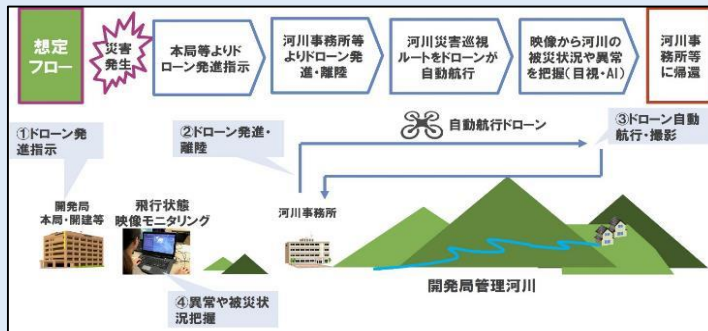 想定
フロー
災害
発生
本局等よりド
ローン発進指示
河川事務所等
よりドローン発
進・離陸
河川災害巡視
ルートをドローンが
自動航行
映像から河川の
被災状況や異常
を把握(目視・AI)
河川事
務所等
に帰還
①ドローン発
進指示
②ドローン発進・
離陸
自動航行ドローン
③ドローン自動
航行・撮影
開発局
本局・開建等
飛行状態
映像モニタリング
河川事務所
④異常や被災状
況把握
開発局管理河川